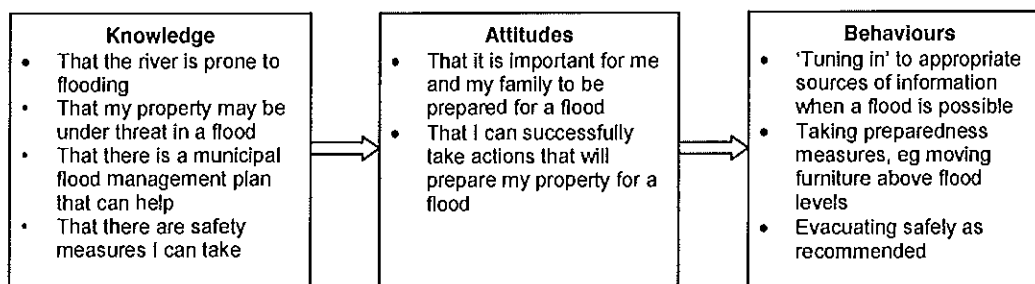 Knowledge
• That the river is prone to
flooding
• That my property may be
under threat in a flood
• That there is a municipal
flood management plan
that can help
• That there are safety
measures I can take
Attitudes
• That it is important for me
and my family to be
prepared for a flood
• That I can successfully
take actions that will
prepare my property for a
flood
Behaviours
• 'Tuning in' to appropriate
sources of information
when a flood is possible
• Taking preparedness
measures, eg moving
furniture above flood
levels
• Evacuating safely as
recommended